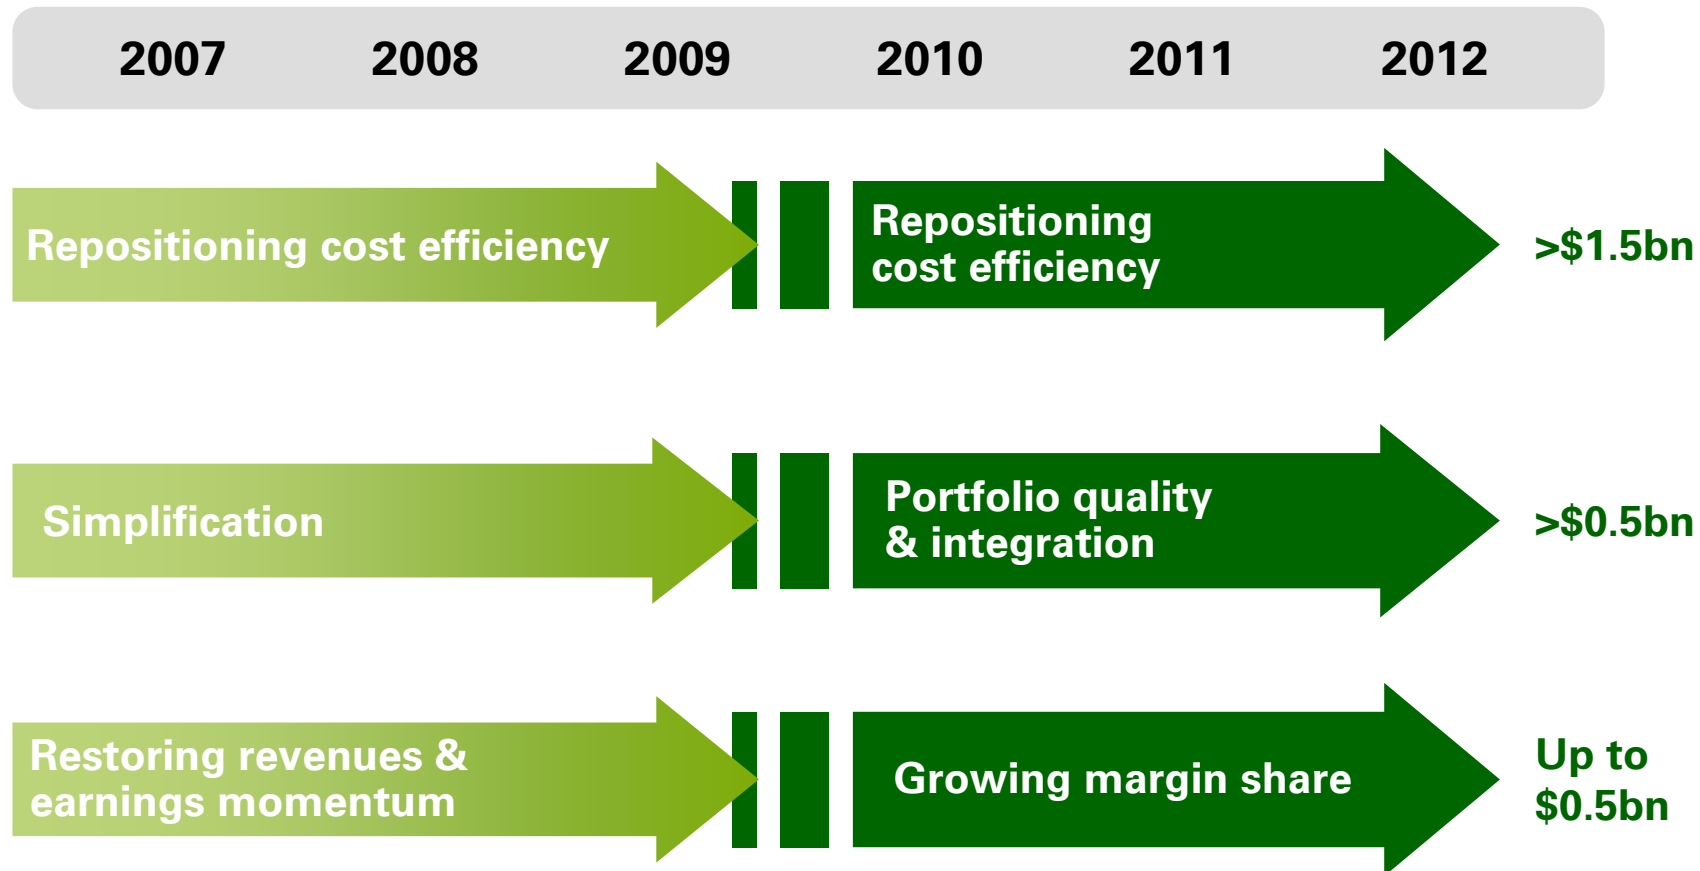 2007 2008 2009 2010 2011 2012
Repositioning cost efficiency
Repositioning
cost efficiency
>$1.5bn
Simplification
Portfolio quality
& integration
>$0.5bn
Restoring revenues &
earnings momentum
Growing margin share
Up to
$0.5bn